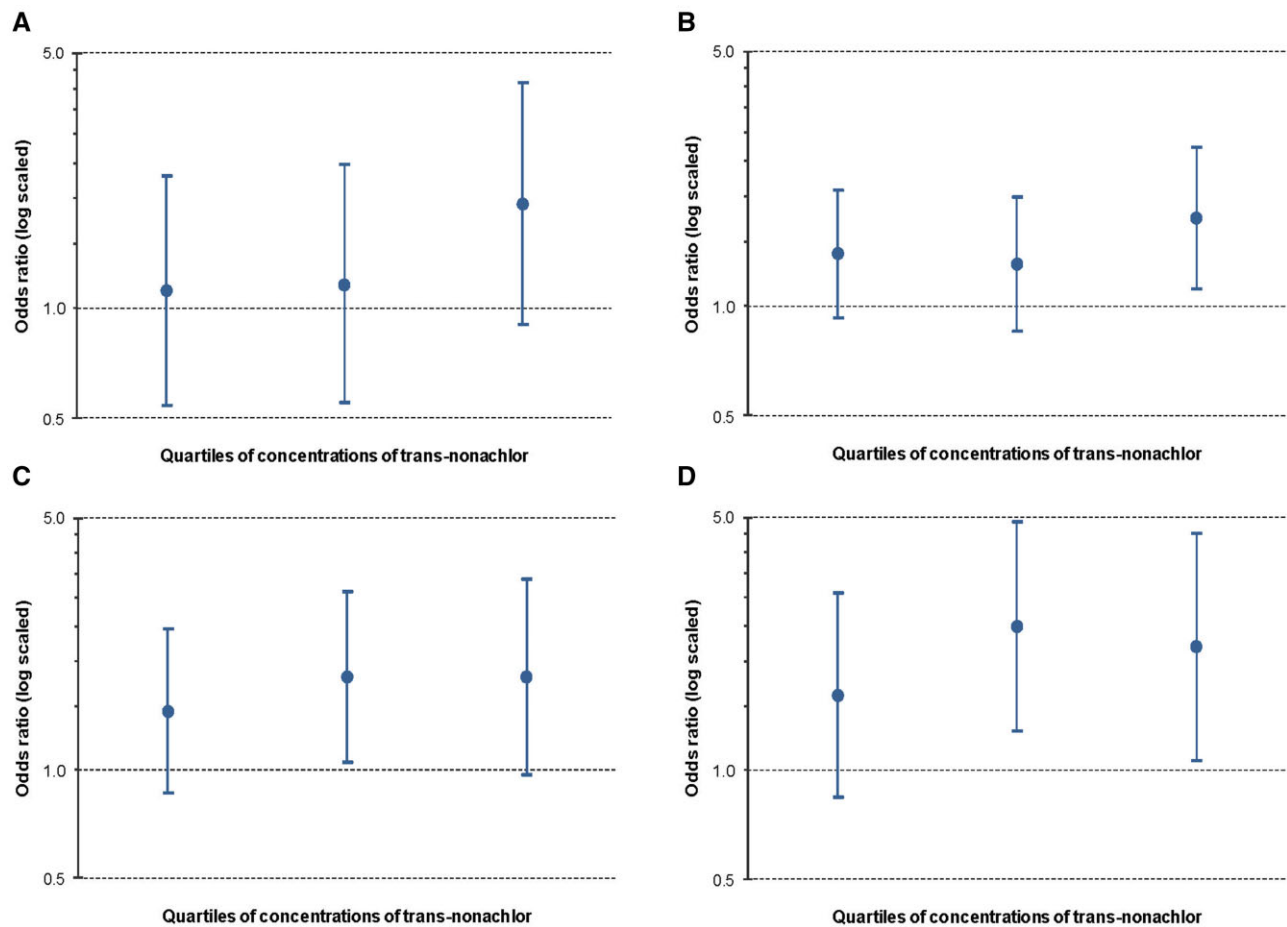 A
5.0
1.0
0.5
Odds ratio (log scaled)
Quartiles of concentrations of trans-nonachlor
B
5.0
1.0
0.5
Odds ratio (log scaled)
Quartiles of concentrations of trans-nonachlor
C
5.0
1.0
0.5
Odds ratio (log scaled)
Quartiles of concentrations of trans-nonachlor
D
5.0
1.0
0.5
Odds ratio (log scaled)
Quartiles of concentrations of trans-nonachlor